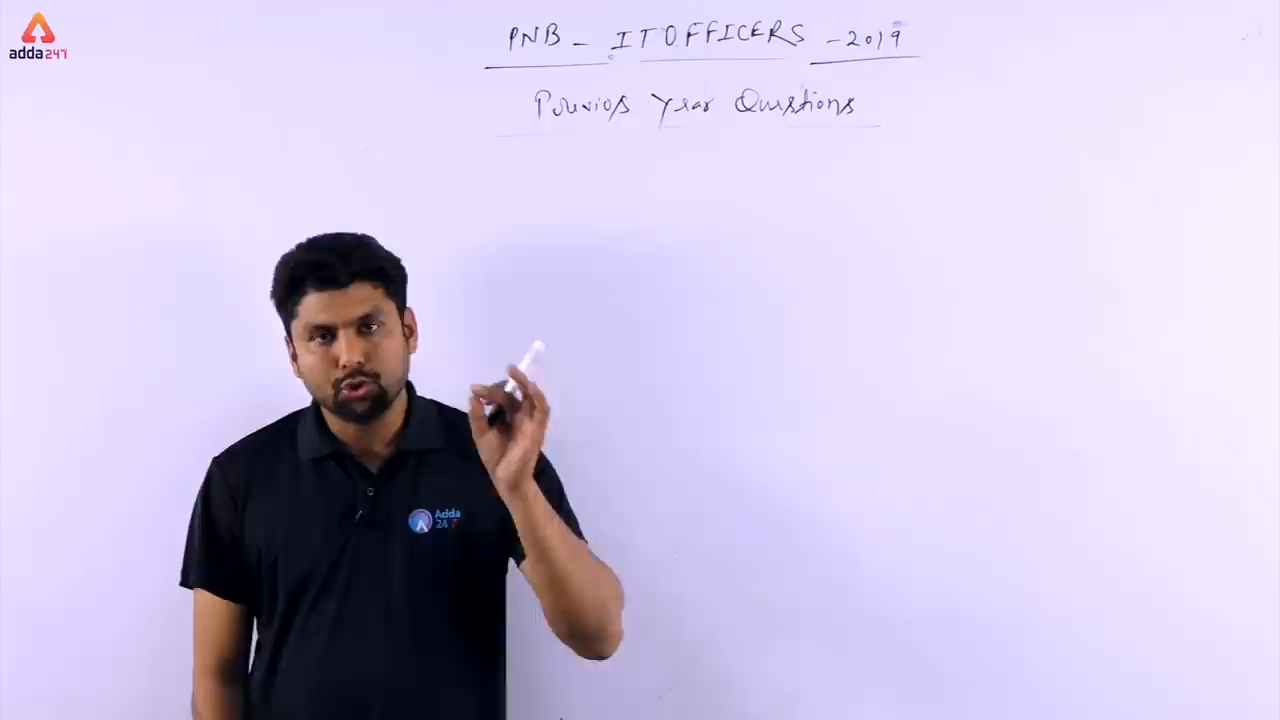 adda247
PNB - IT OFFICERS - 2019
Previos Year Questions
Adda
247